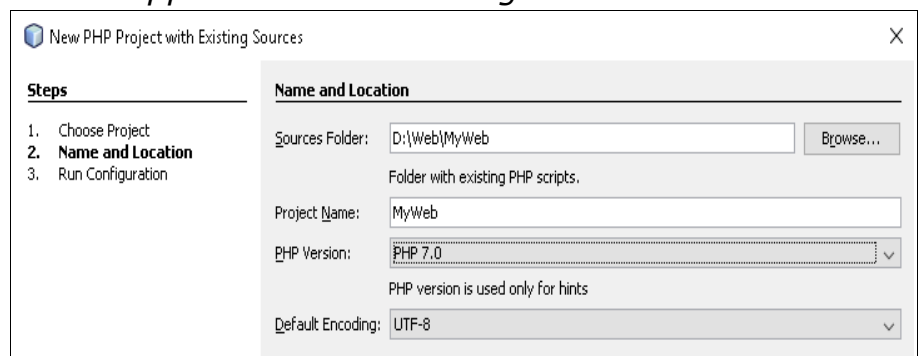 New PHP Project with Existing Sources
Steps
1. Choose Project
2. Name and Location
3. Run Configuration
Name and Location
Sources Folder: D:\Web\MyWeb Browse...
Folder with existing PHP scripts.
Project Name: MyWeb
PHP Version: PHP 7.0
PHP version is used only for hints
Default Encoding: UTF-8